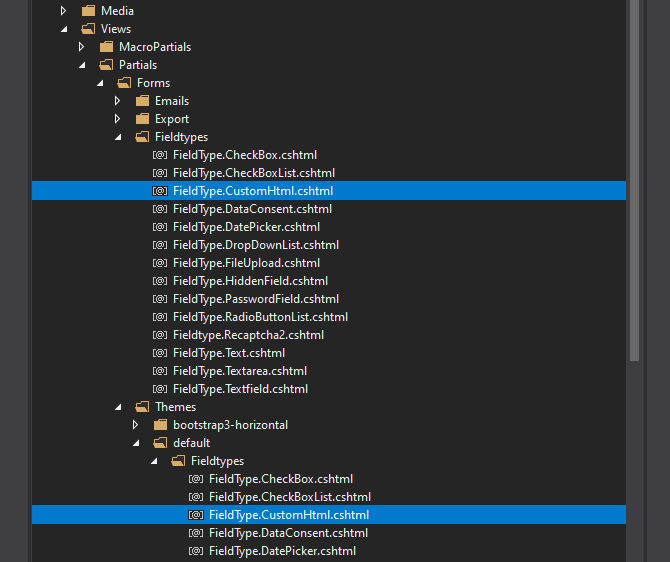 Media
Views
MacroPartials
Partials
Forms
Emails
Export
Fieldtypes
FieldType.CheckBox.cshtml
FieldType.CheckBoxList.cshtml
FieldType.CustomHtml.cshtml
FieldType.DataConsent.cshtml
FieldType.DatePicker.cshtml
FieldType.DropDownList.cshtml
FieldType.FileUpload.cshtml
FieldType.HiddenField.cshtml
FieldType.PasswordField.cshtml
FieldType.RadioButtonList.cshtml
Fieldtype.Recaptcha2.cshtml
FieldType.Text.cshtml
FieldType.Textarea.cshtml
FieldType.Textfield.cshtml
Themes
bootstrap3-horizontal
default
Fieldtypes
FieldType.CheckBox.cshtml
FieldType.CheckBoxList.cshtml
FieldType.CustomHtml.cshtml
FieldType.DataConsent.cshtml
FieldType.DatePicker.cshtml